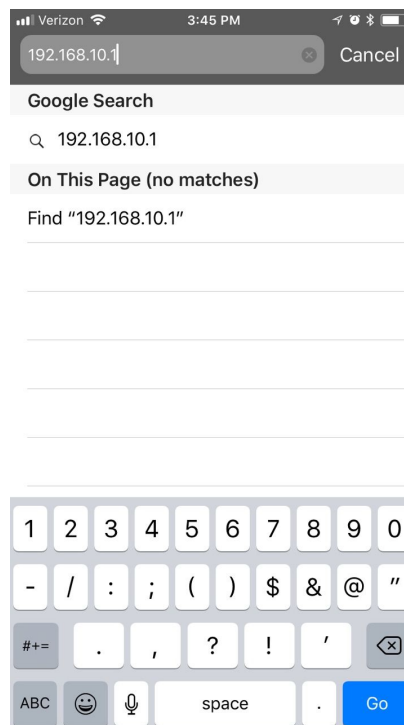 Verizon 3:45 PM
192.168.10.1 Cancel
Google Search
192.168.10.1
On This Page (no matches)
Find “192.168.10.1”
1 2 3 4 5 6 7 8 9 0
- / : ; ( ) $ & @ "
#+= . , ? ! ’
ABC space . Go